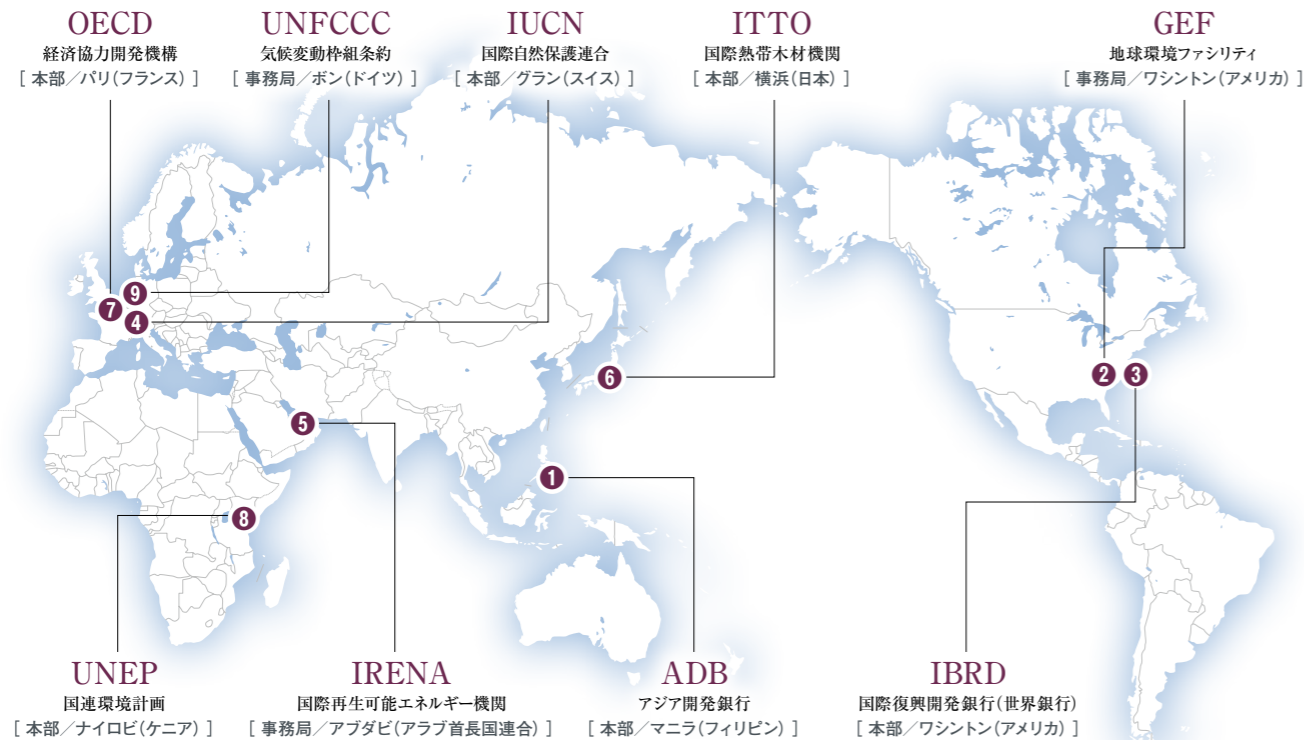 OECD
経済協力開発機構
[ 本部／パリ（フランス） ]
UNFCCC
気候変動枠組条約
[ 事務局／ボン（ドイツ） ]
IUCN
国際自然保護連合
[ 本部／グラン（スイス） ]
ITTO
国際熱帯木材機関
[ 本部／横浜（日本） ]
GEF
地球環境ファシリティ
[ 事務局／ワシントン（アメリカ） ]
9
7
4
6
2
3
5
1
8
UNEP
国連環境計画
[ 本部／ナイロビ（ケニア） ]
IRENA
国際再生可能エネルギー機関
[ 事務局／アブダビ（アラブ首長国連合） ]
ADB
アジア開発銀行
[ 本部／マニラ（フィリピン） ]
IBRD
国際復興開発銀行（世界銀行）
[ 本部／ワシントン（アメリカ） ]